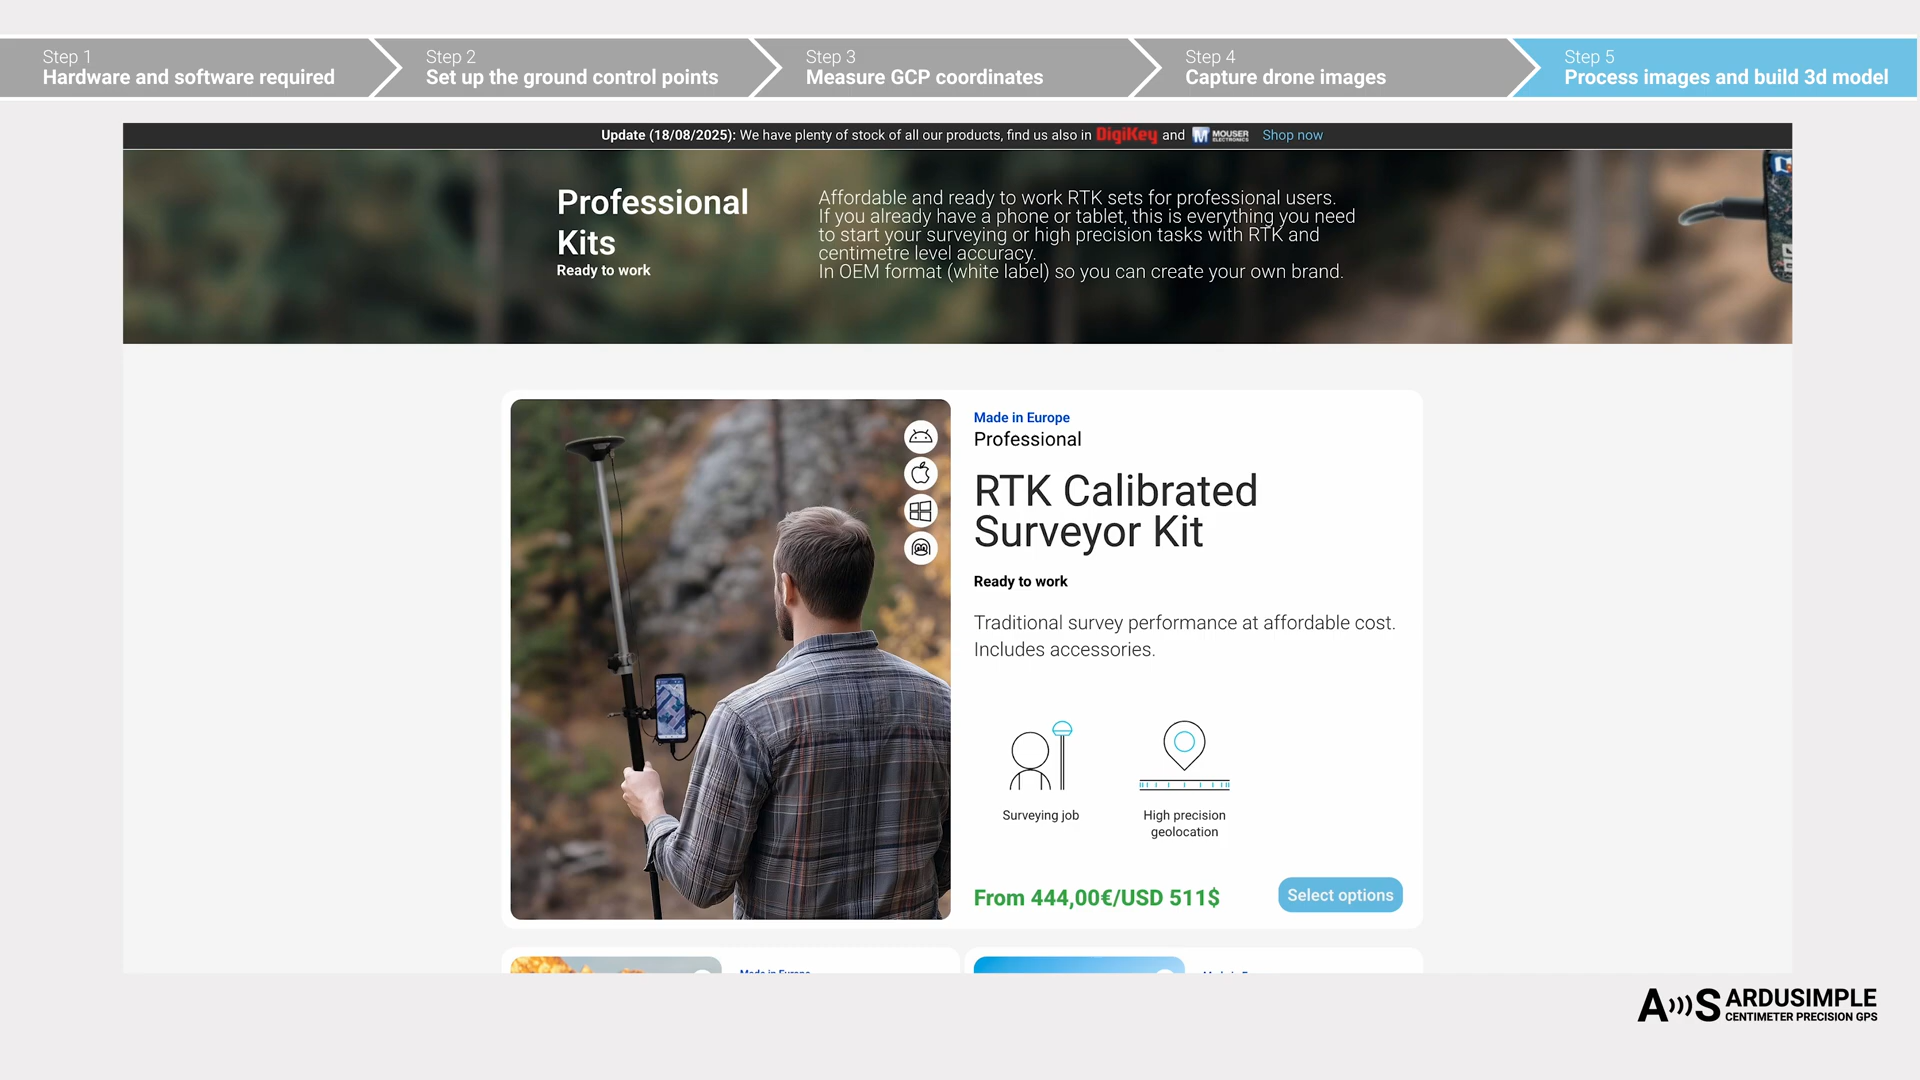 Step 1
Hardware and software required
Step 2
Set up the ground control points
Step 3
Measure GCP coordinates
Step 4
Capture drone images
Step 5
Process images and build 3d model
Update (18/08/2025): We have plenty of stock of all our products, find us also in DigiKey and M MOUSER ELECTRONICS Shop now
Professional
Kits
Ready to work
Affordable and ready to work RTK sets for professional users.
If you already have a phone or tablet, this is everything you need
to start your surveying or high precision tasks with RTK and
centimetre level accuracy.
In OEM format (white label) so you can create your own brand.
Made in Europe
Professional
RTK Calibrated
Surveyor Kit
Ready to work
Traditional survey performance at affordable cost.
Includes accessories.
Surveying job
High precision
geolocation
From 444,00€/USD 511$
Select options
Made in Europe
AS ARDUSIMPLE
CENTIMETER PRECISION GPS